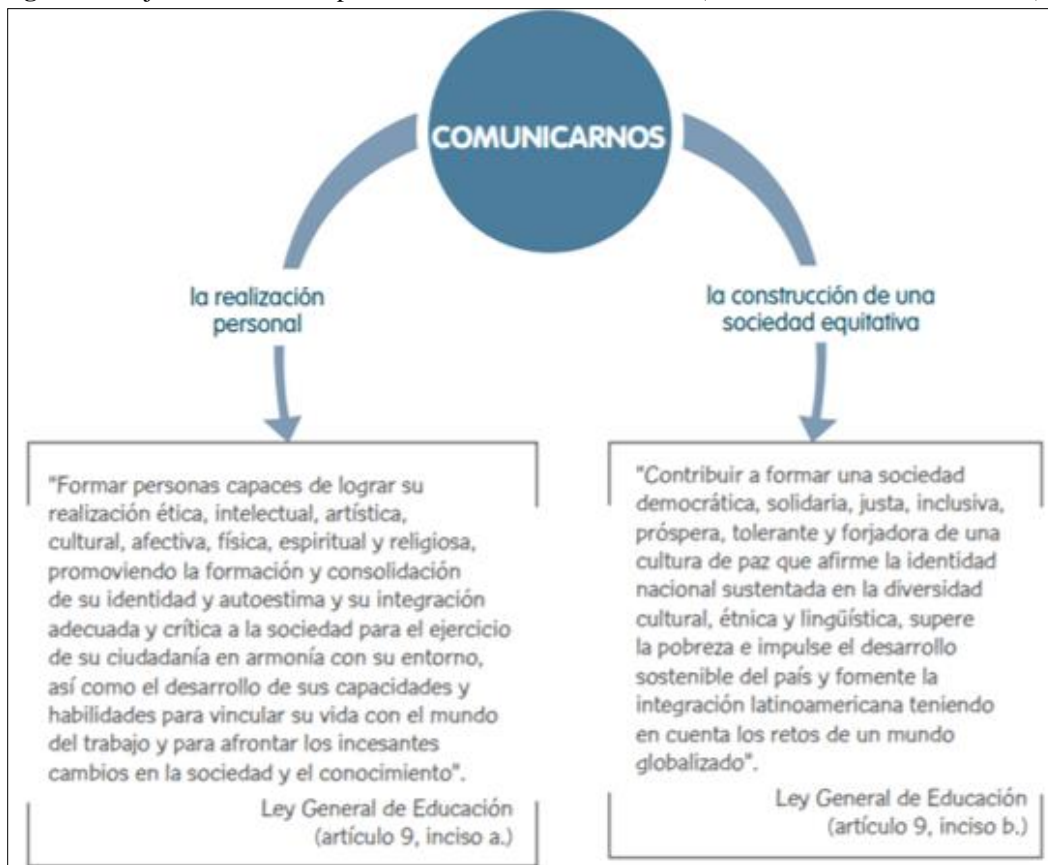 COMUNICARNOS
la realización
personal
la construcción de una
sociedad equitativa
"Formar personas capaces de lograr su
realización ética, intelectual, artística,
cultural, afectiva, física, espiritual y religiosa,
promoviendo la formación y consolidación
de su identidad y autoestima y su integración
adecuada y crítica a la sociedad para el ejercicio
de su ciudadanía en armonía con su entorno,
así como el desarrollo de sus capacidades y
habilidades para vincular su vida con el mundo
del trabajo y para afrontar los incesantes
cambios en la sociedad y el conocimiento".
Ley General de Educación
(artículo 9, inciso a.)
"Contribuir a formar una sociedad
democrática, solidaria, justa, inclusiva,
próspera, tolerante y forjadora de una
cultura de paz que afirme la identidad
nacional sustentada en la diversidad
cultural, étnica y lingüística, supere
la pobreza e impulse el desarrollo
sostenible del país y fomente la
integración latinoamericana teniendo
en cuenta los retos de un mundo
globalizado".
Ley General de Educación
(artículo 9, inciso b.)